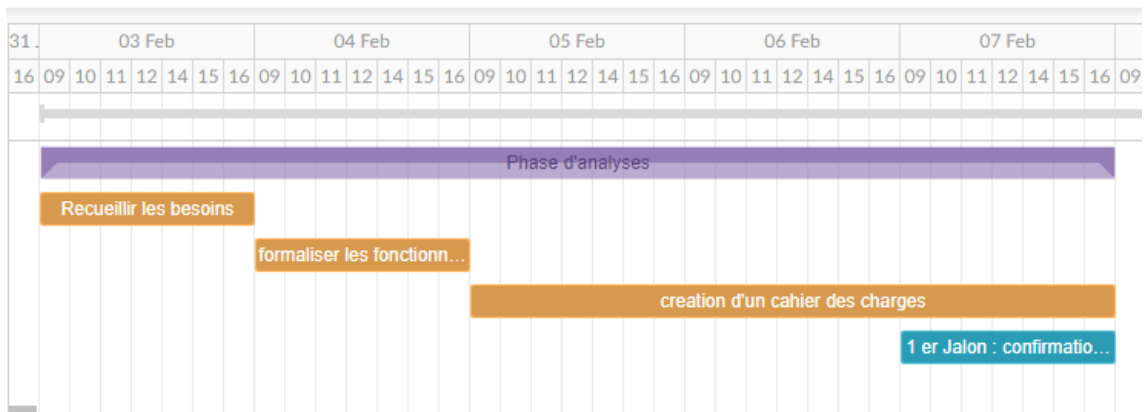 31 . 03 Feb 04 Feb 05 Feb 06 Feb 07 Feb
16 09 10 11 12 14 15 16 09 10 11 12 14 15 16 09 10 11 12 14 15 16 09 10 11 12 14 15 16 09 10 11 12 14 15 16 09
Phase d'analyses
Recueillir les besoins
formaliser les fonctionn...
creation d'un cahier des charges
1 er Jalon : confirmatio...